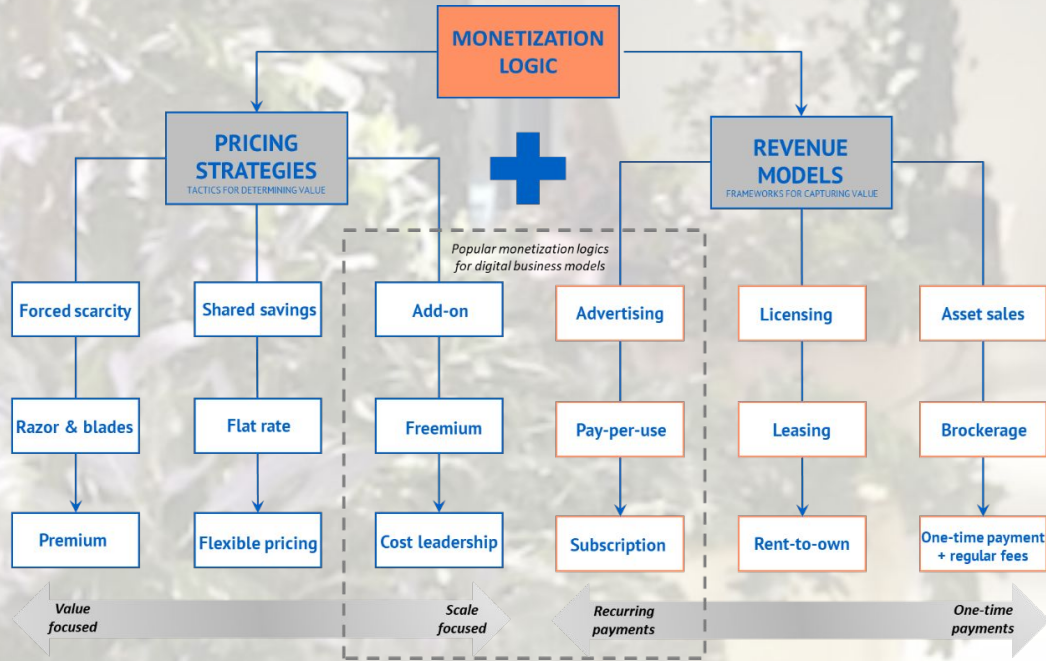 MONETIZATION
LOGIC
PRICING
STRATEGIES
TACTICS FOR DETERMINING VALUE
REVENUE
MODELS
FRAMEWORKS FOR CAPTURING VALUE
Popular monetization logics
for digital business models
Forced scarcity
Shared savings
Add-on
Advertising
Licensing
Asset sales
Razor & blades
Flat rate
Freemium
Pay-per-use
Leasing
Brockerage
Premium
Flexible pricing
Cost leadership
Subscription
Rent-to-own
One-time payment
+ regular fees
Value
focused
Scale
focused
Recurring
payments
One-time
payments